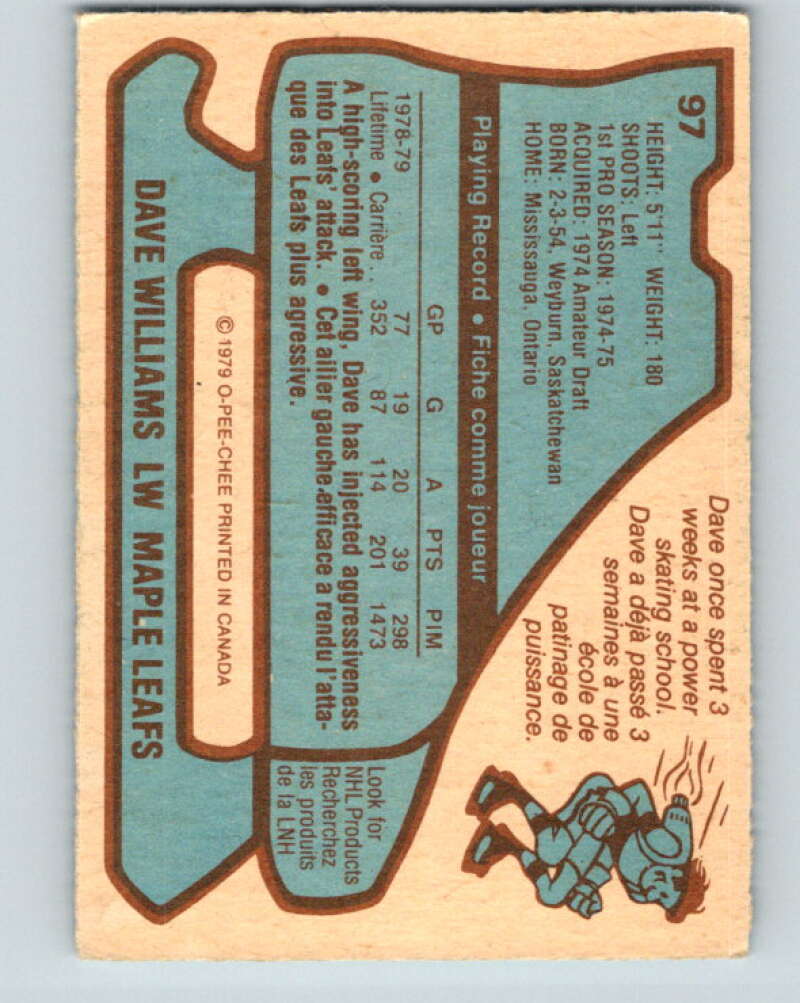 97
HEIGHT: 5'11" WEIGHT: 180
SHOOTS: Left
1st PRO SEASON: 1974-75
ACQUIRED: 1974 Amateur Draft
BORN: 2-3-54, Weyburn, Saskatchewan
HOME: Mississauga, Ontario
Dave once spent 3
weeks at a power
skating school.
Dave a déjà passé 3
semaines à une
école de
patinage de
puissance.
Playing Record • Fiche comme joueur
GP G A PTS PIM
1978-79 77 19 20 39 298
Lifetime • Carrière .. 352 87 114 201 1473
A high-scoring left wing, Dave has injected aggressiveness
into Leafs' attack. • Cet ailier gauche efficace a rendu l'atta-
que des Leafs plus agressive.
Look for
NHL Products
Recherchez
les produits
de la LNH
© 1979 O-PEE-CHEE PRINTED IN CANADA
DAVE WILLIAMS LW MAPLE LEAFS